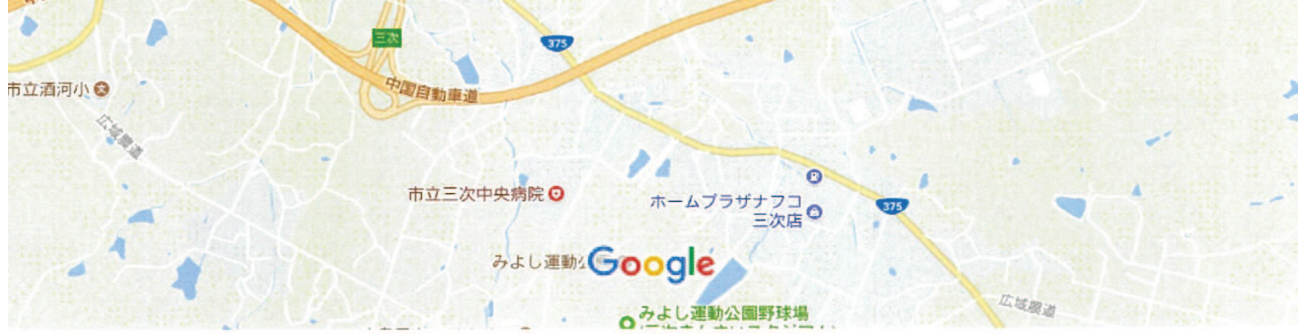 三次
375
中国自動車道
市立酒河小
広域農道
市立三次中央病院
ホームプラザナフコ
三次店
375
みよし運動公
Google
広域農道
みよし運動公園野球場